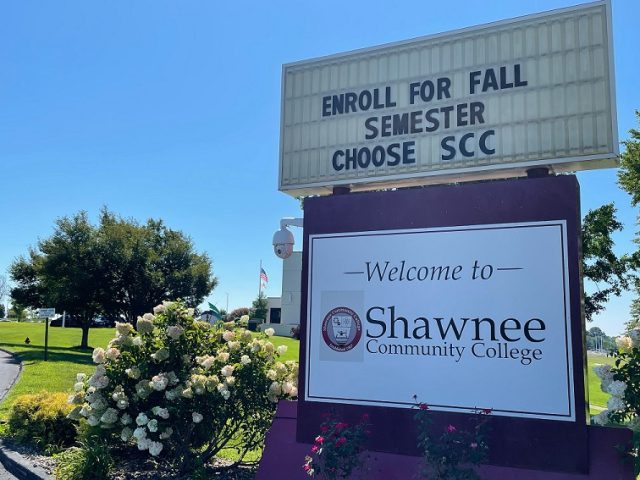 ENROLL FOR FALL
SEMESTER
CHOOSE SCC
Welcome to
Shawnee
Community College